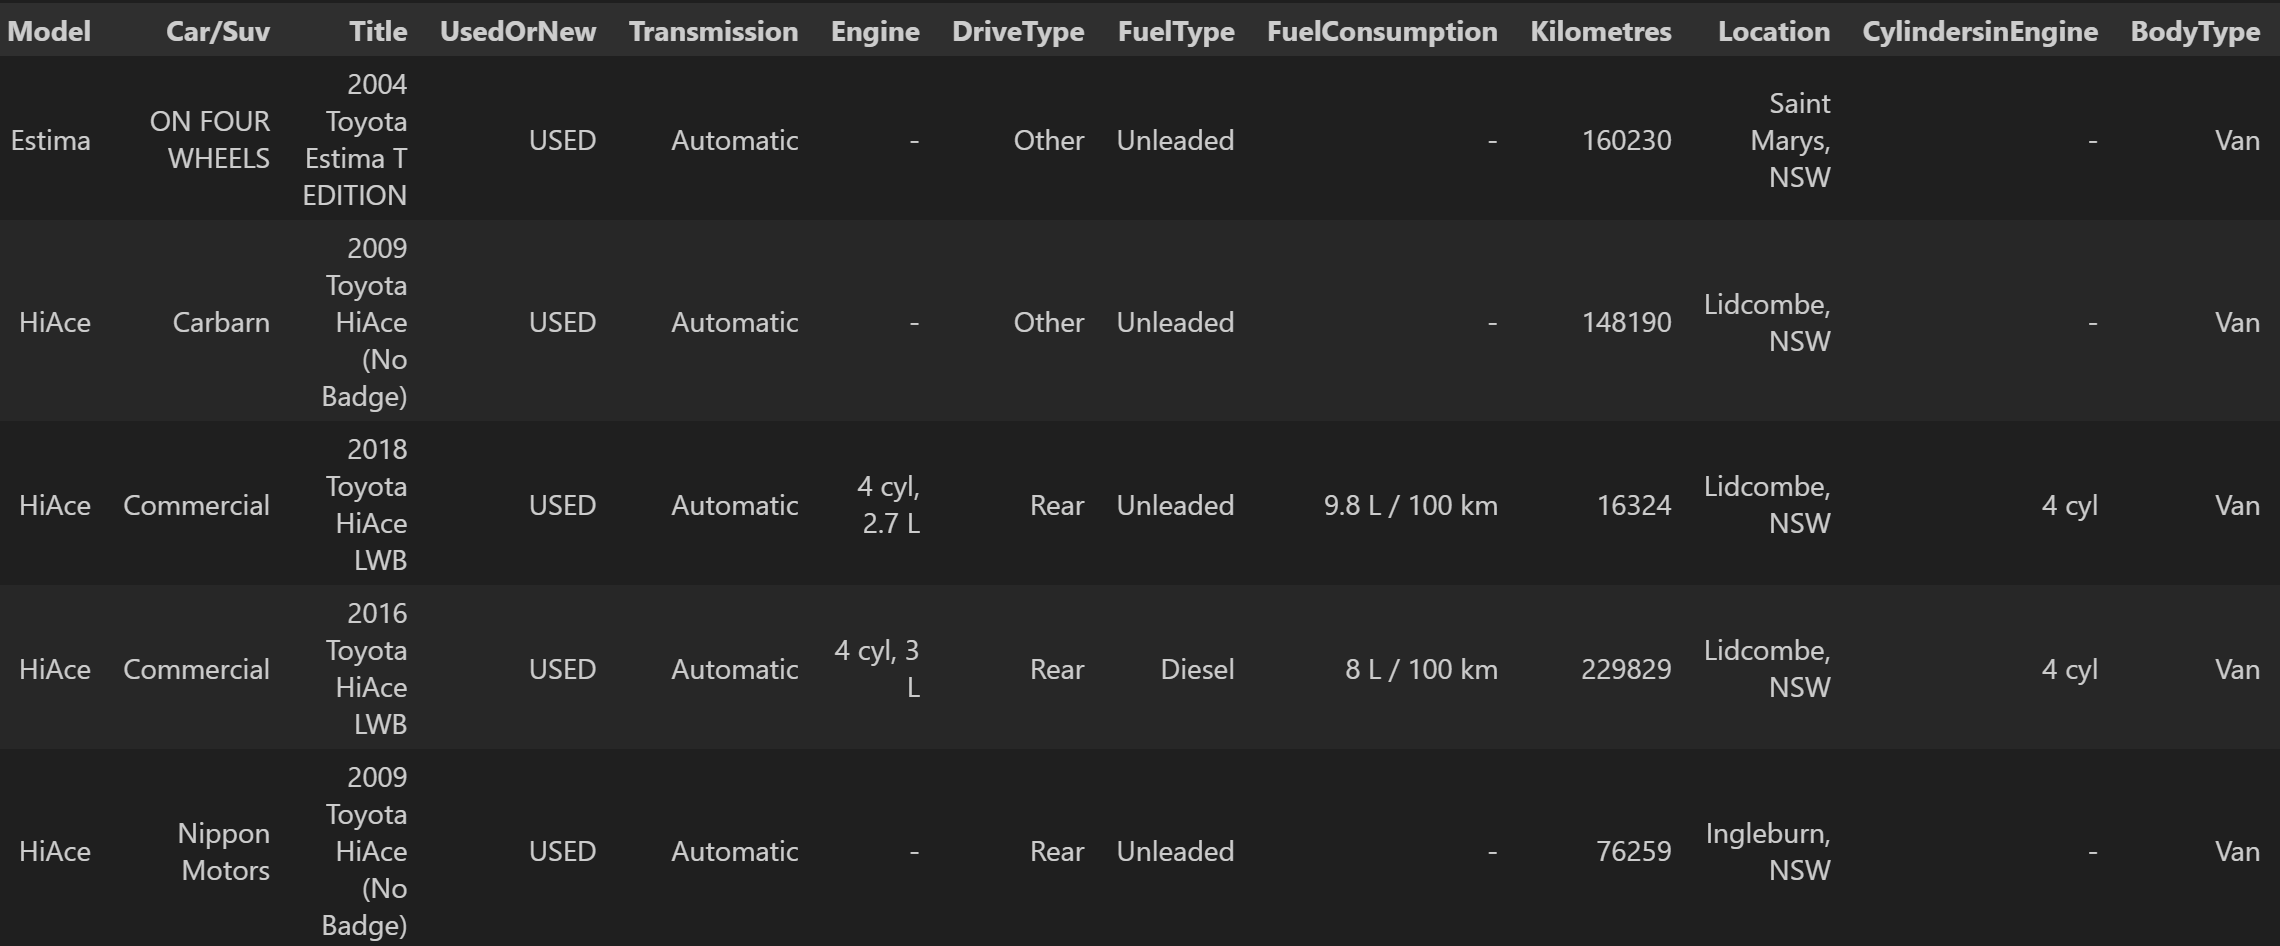 Model Car/Suv Title UsedOrNew Transmission Engine DriveType FuelType FuelConsumption Kilometres Location CylindersinEngine BodyType
Estima ON FOUR WHEELS 2004 Toyota Estima T EDITION USED Automatic - Other Unleaded - 160230 Saint Marys, NSW - Van
HiAce Carbarn 2009 Toyota HiAce (No Badge) USED Automatic - Other Unleaded - 148190 Lidcombe, NSW - Van
HiAce Commercial 2018 Toyota HiAce LWB USED Automatic 4 cyl, 2.7 L Rear Unleaded 9.8 L / 100 km 16324 Lidcombe, NSW 4 cyl Van
HiAce Commercial 2016 Toyota HiAce LWB USED Automatic 4 cyl, 3 L Rear Diesel 8 L / 100 km 229829 Lidcombe, NSW 4 cyl Van
HiAce Nippon Motors 2009 Toyota HiAce (No Badge) USED Automatic - Rear Unleaded - 76259 Ingleburn, NSW - Van